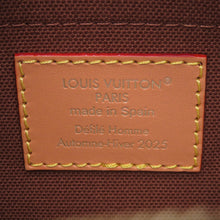 LOUIS VUITTON®
PARIS
made in Spain
Défilé Homme
Automne-Hiver 2025